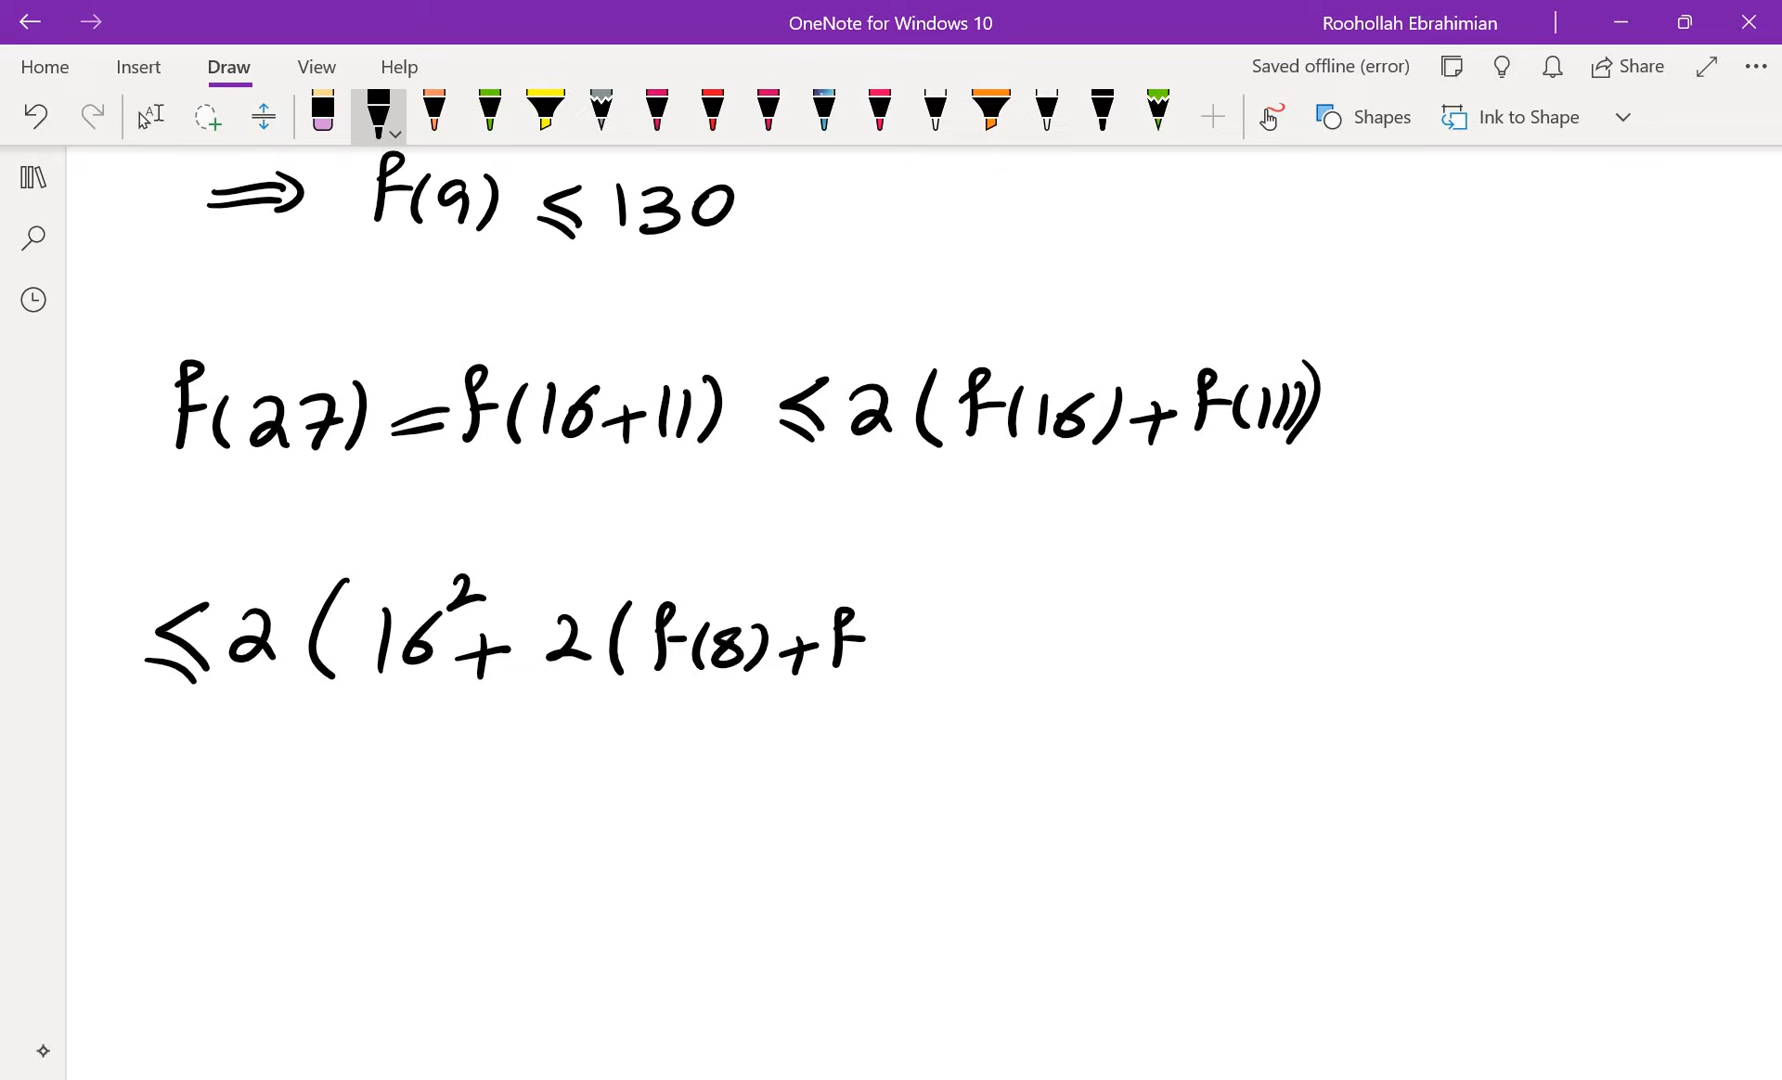 OneNote for Windows 10
Roohollah Ebrahimian
Home Insert Draw View Help
Saved offline (error)
Share
Shapes
Ink to Shape
⇒ f(9) ≤ 130
f(27) = f(16+11) ≤ 2(f(16)+f(11))
≤ 2(16² + 2(f(8)+f